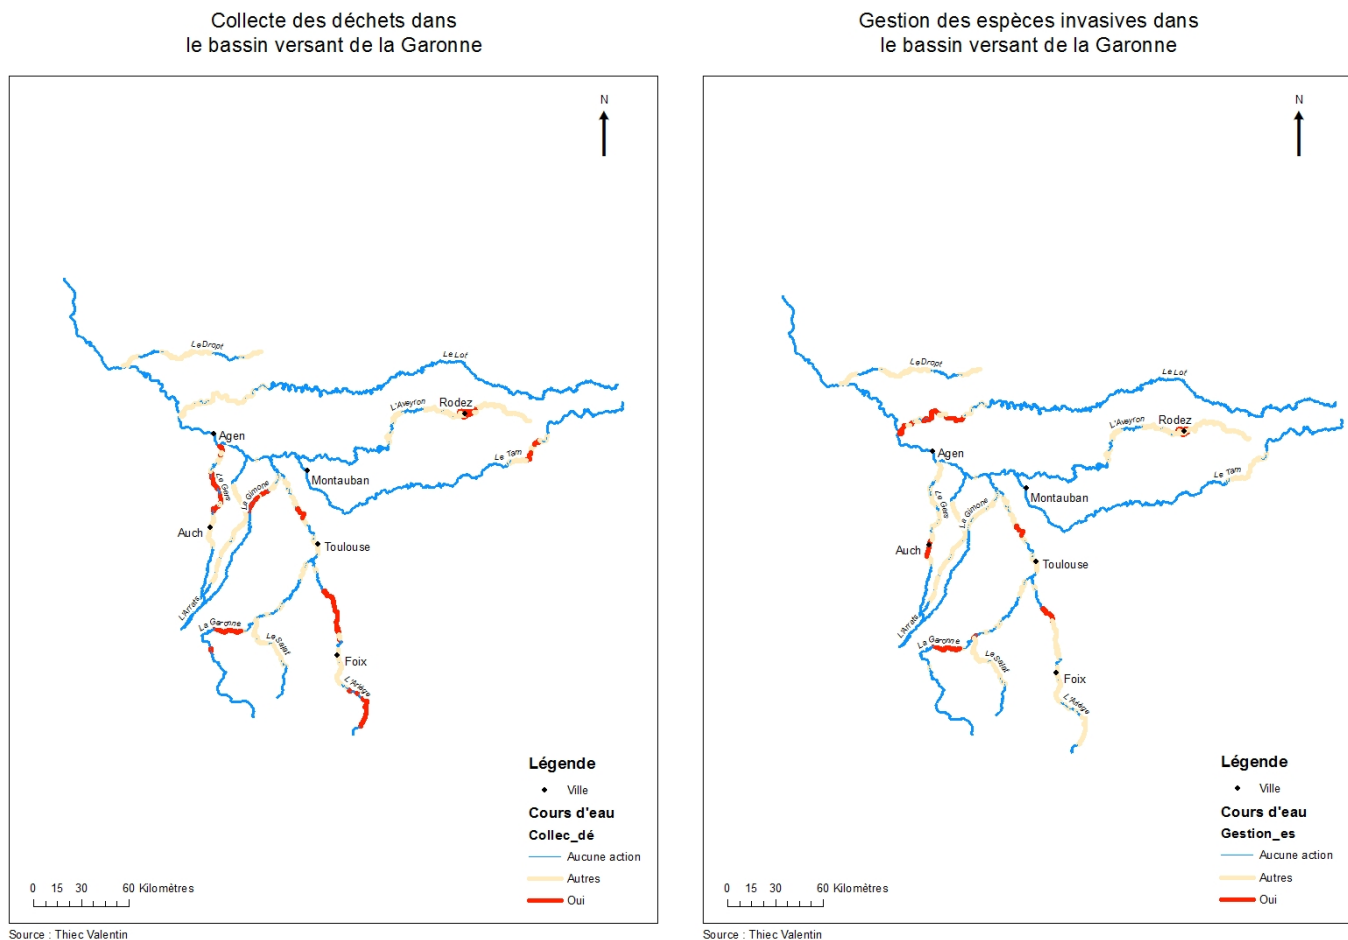 Collecte des déchets dans
le bassin versant de la Garonne
N
Le Dropt
Le Lot
L'Aveyron
Rodez
Agen
Le Tarn
Montauban
Le Gers
La Gimone
Auch
Toulouse
L'Arrats
La Garonne
Le Salat
Foix
L'Ariège
Légende
Ville
Cours d'eau
Collec_dé
Aucune action
Autres
Oui
0 15 30 60 Kilomètres
Source : Thiec Valentin
Gestion des espèces invasives dans
le bassin versant de la Garonne
N
Le Dropt
Le Lot
L'Aveyron
Rodez
Agen
Le Tarn
Montauban
Le Gers
La Gimone
Auch
Toulouse
L'Arrats
La Garonne
Le Salat
Foix
L'Ariège
Légende
Ville
Cours d'eau
Gestion_es
Aucune action
Autres
Oui
0 15 30 60 Kilomètres
Source : Thiec Valentin